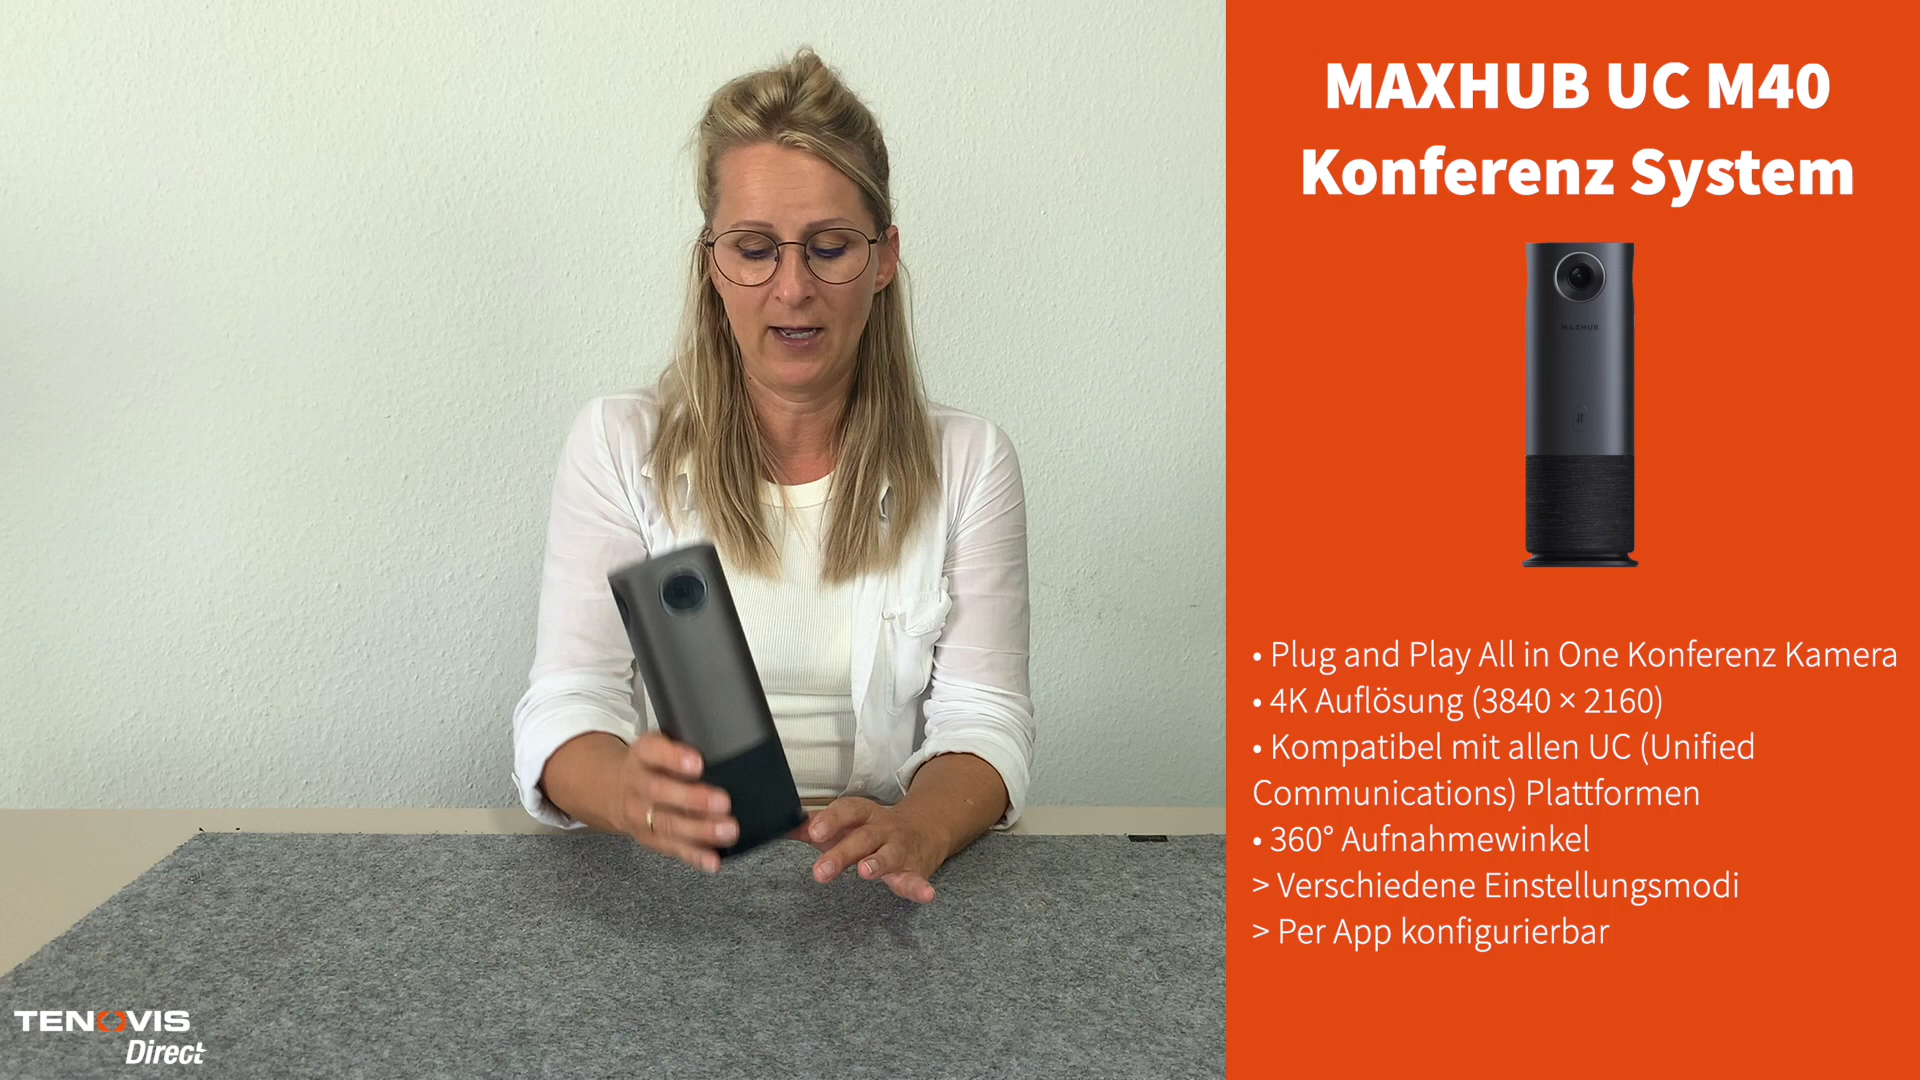 MAXHUB UC M40
Konferenz System
MAXHUB
• Plug and Play All in One Konferenz Kamera
• 4K Auflösung (3840 × 2160)
• Kompatibel mit allen UC (Unified
Communications) Plattformen
• 360° Aufnahmewinkel
> Verschiedene Einstellungsmodi
> Per App konfigurierbar
TENOVIS
Direct